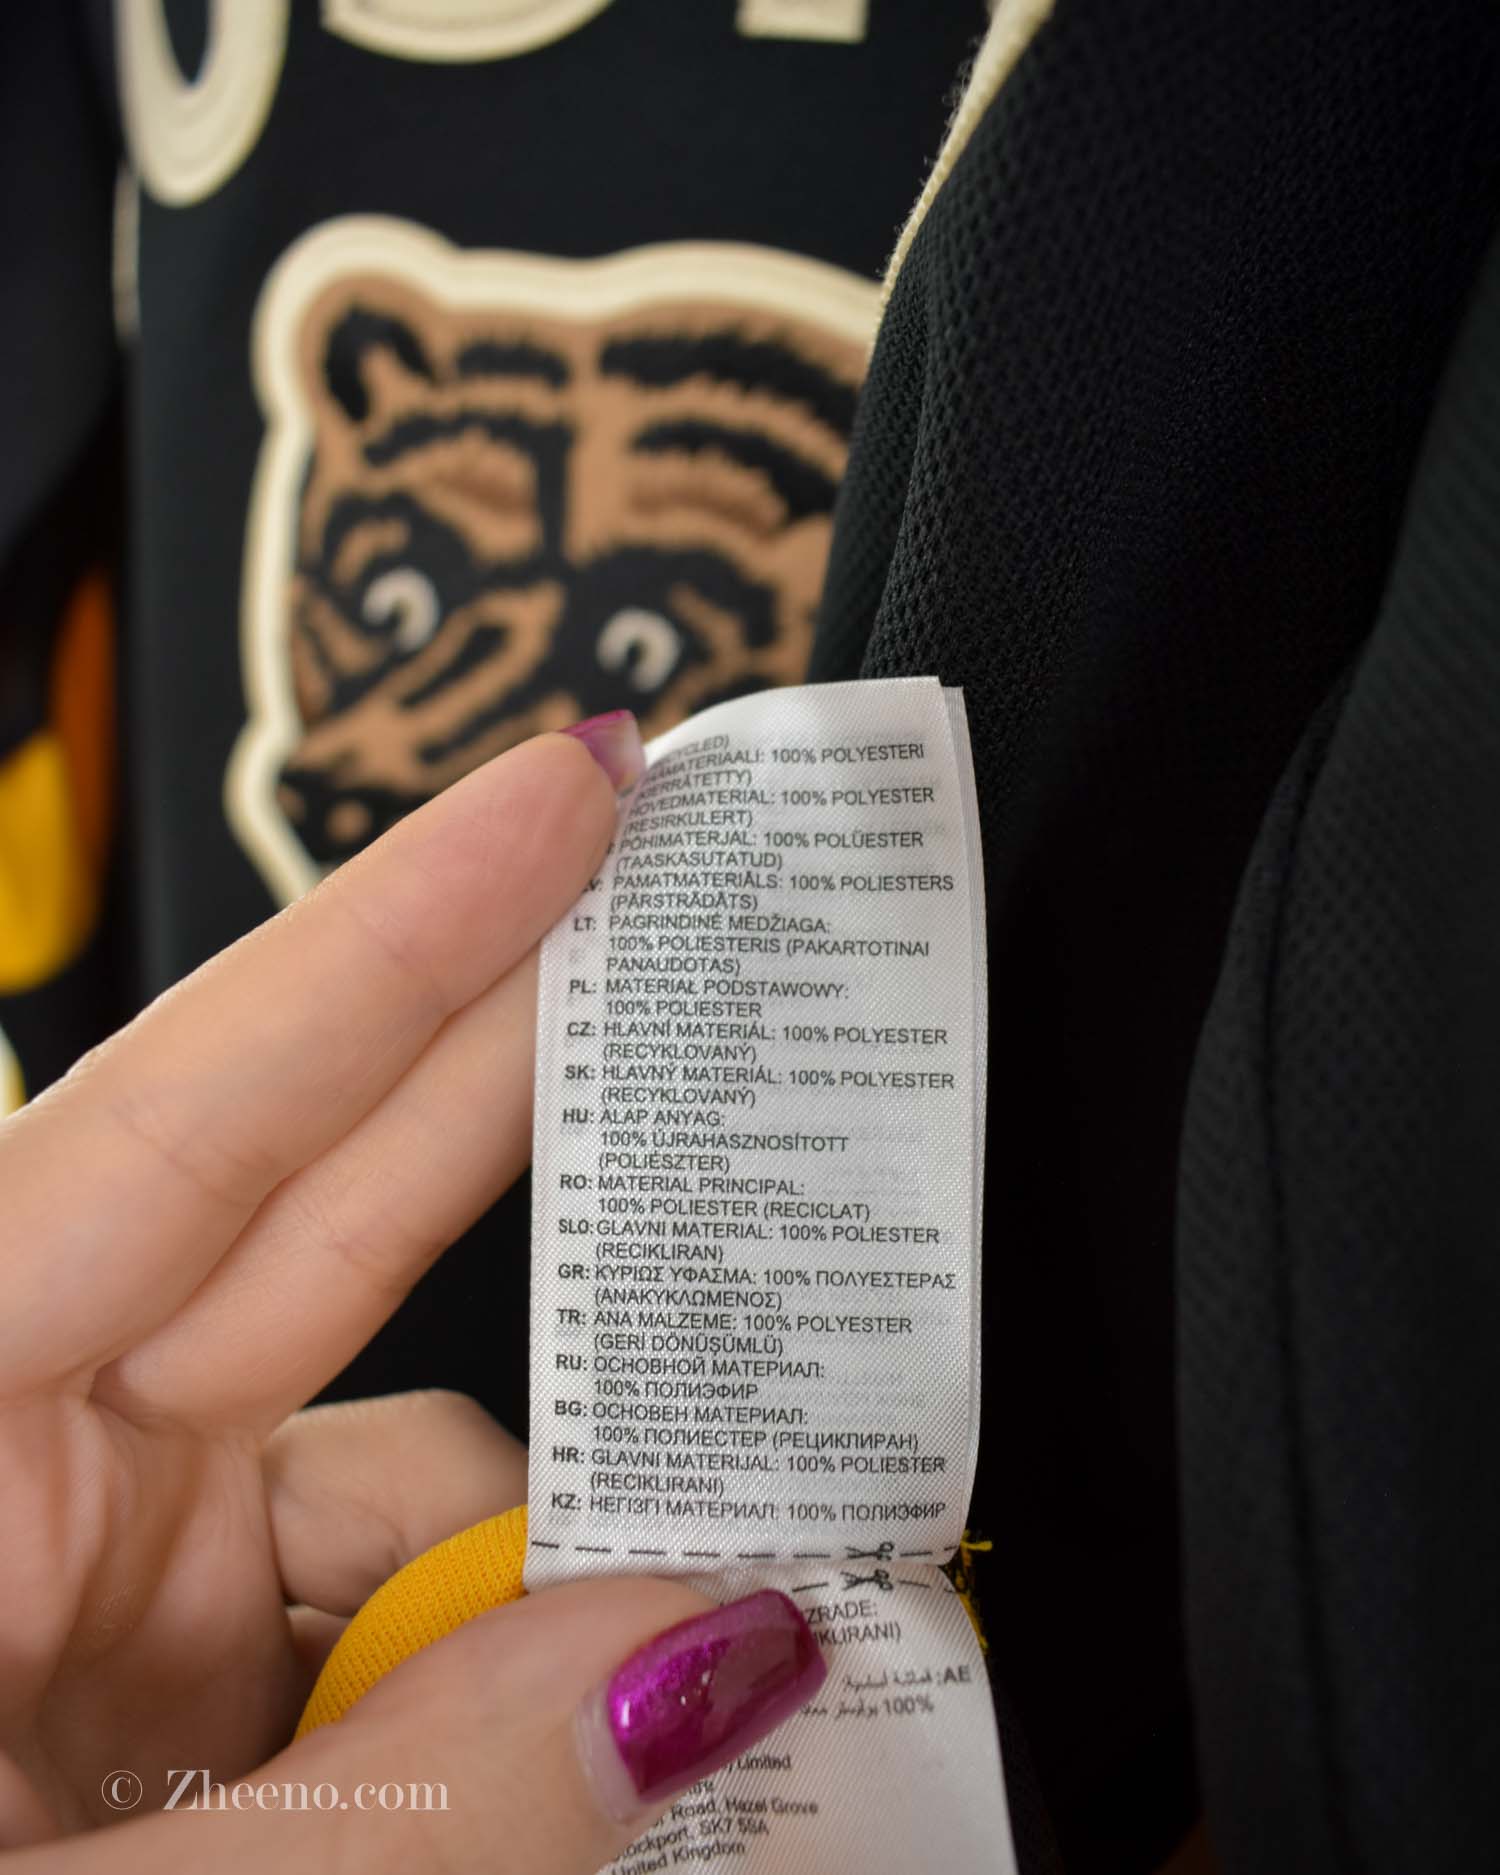 100% POLYESTERI
HOVEDMATERIAL: 100% POLYESTER
(RESIRKULERT)
PÕHIMATERJAL: 100% POLÜESTER
(TAASKASUTATUD)
PAMATMATERIĀLS: 100% POLIESTERS
(PĀRSTRĀDĀTS)
LT: PAGRINDINĖ MEDŽIAGA:
100% POLIESTERIS (PAKARTOTINAI
PANAUDOTAS)
PL: MATERIAŁ PODSTAWOWY:
100% POLIESTER
CZ: HLAVNÍ MATERIÁL: 100% POLYESTER
(RECYKLOVANÝ)
SK: HLAVNÝ MATERIÁL: 100% POLYESTER
(RECYKLOVANÝ)
HU: ALAP ANYAG:
100% ÚJRAHASZNOSÍTOTT
(POLIÉSZTER)
RO: MATERIAL PRINCIPAL:
100% POLIESTER (RECICLAT)
SLO: GLAVNI MATERIAL: 100% POLIESTER
(RECIKLIRAN)
GR: ΚΥΡΙΩΣ ΥΦΑΣΜΑ: 100% ΠΟΛΥΕΣΤΕΡΑΣ
(ΑΝΑΚΥΚΛΩΜΕΝΟΣ)
TR: ANA MALZEME: 100% POLYESTER
(GERİ DÖNÜŞÜMLÜ)
RU: ОСНОВНОЙ МАТЕРИАЛ:
100% ПОЛИЭФИР
BG: ОСНОВЕН МАТЕРИАЛ:
100% ПОЛИЕСТЕР (РЕЦИКЛИРАН)
HR: GLAVNI MATERIJAL: 100% POLIESTER
(RECIKLIRANI)
KZ: НЕГІЗГІ МАТЕРИАЛ: 100% ПОЛИЭФИР
AE:
100%
Limited
Road, Hazel Grove
SK7 5SA
United Kingdom
© Zheeno.com